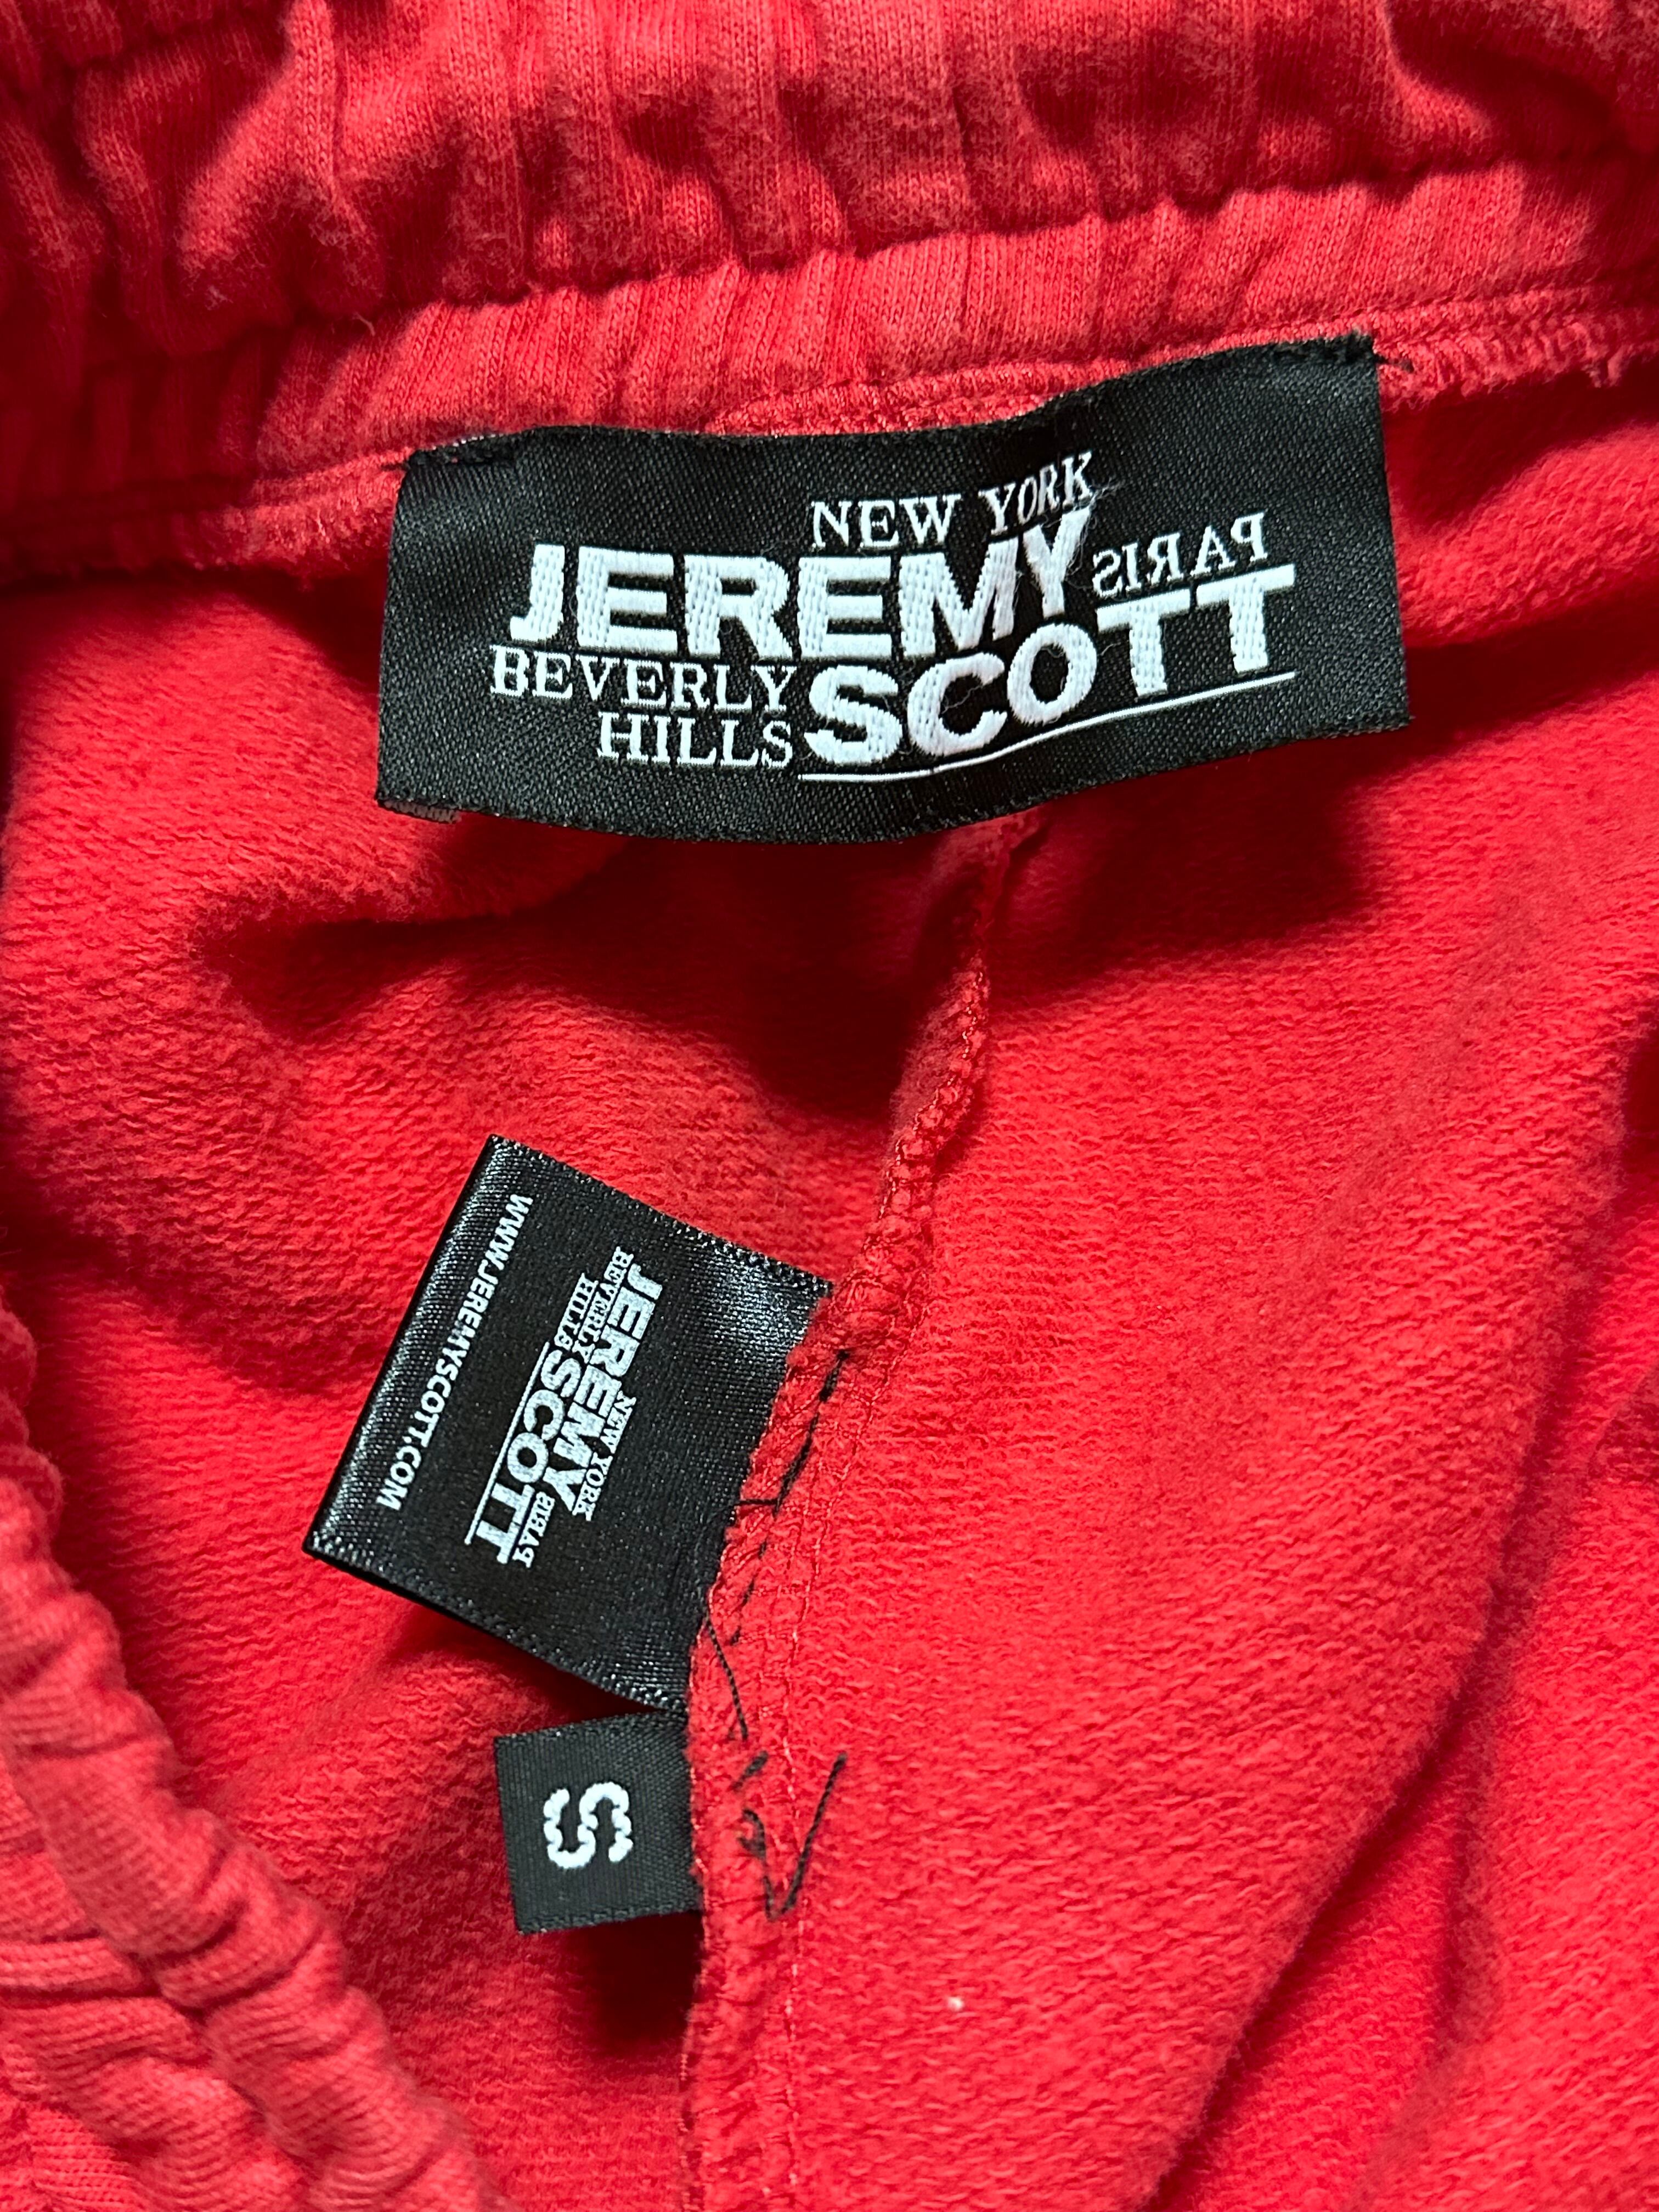 NEW YORK
JEREMY PARIS
BEVERLY
HILLS SCOTT
NEW YORK
JEREMY PARIS
BEVERLY
HILLS SCOTT
WWW.JEREMYSCOTT.COM
S